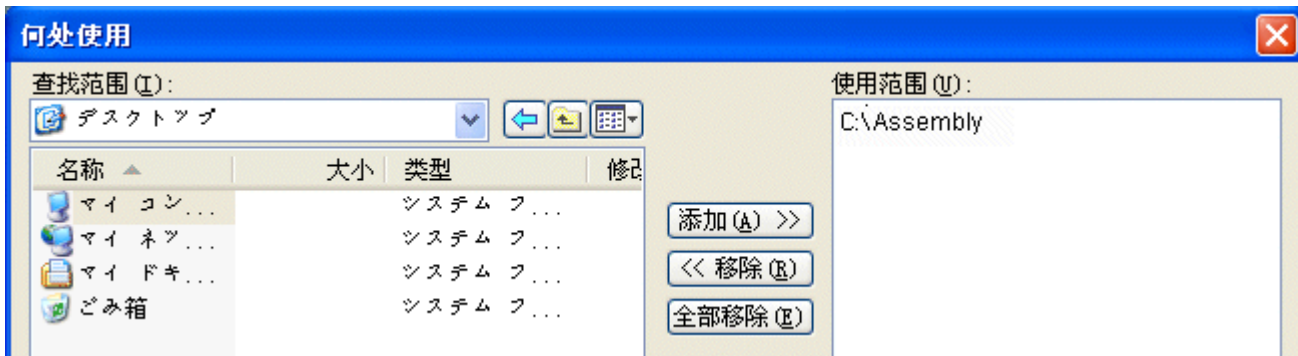 何处使用
查找范围(I):
デスクトップ
名称 大小 类型 修改
マイ コン... システム フ...
マイ ネッ... システム フ...
マイ ドキ... システム フ...
ごみ箱 システム フ...
添加(A) >>
<< 移除(R)
全部移除(E)
使用范围(U):
C:\Assembly